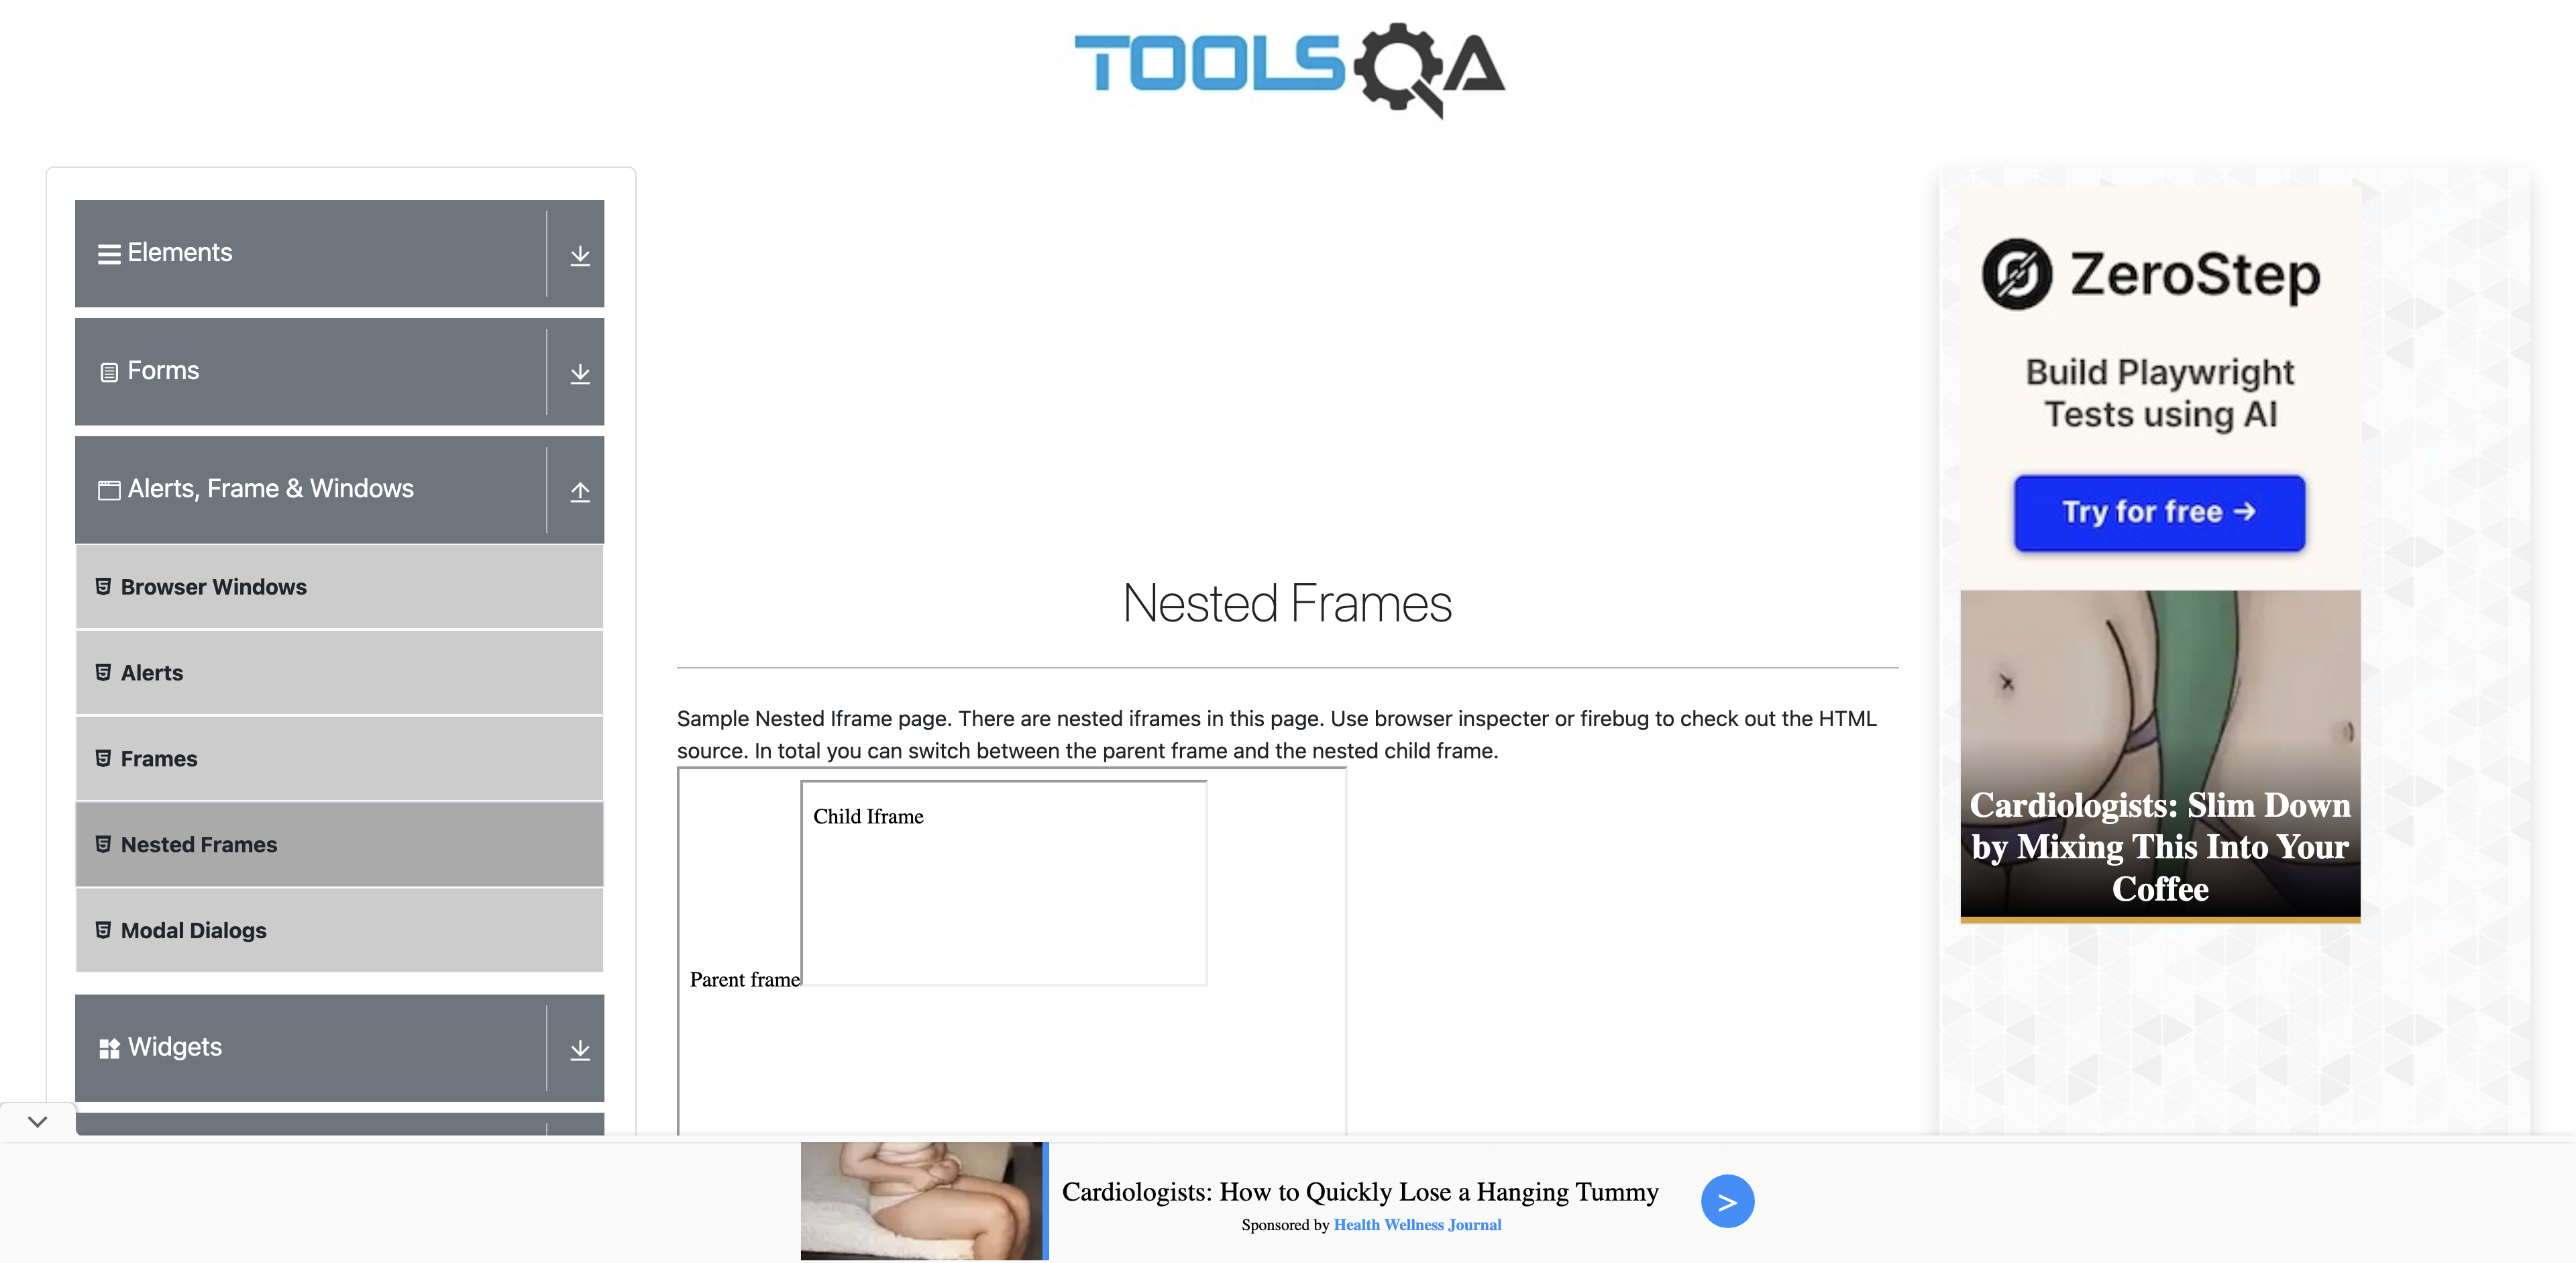 TOOLSQA
Elements
Forms
Alerts, Frame & Windows
Browser Windows
Alerts
Frames
Nested Frames
Modal Dialogs
Widgets
Nested Frames
Sample Nested Iframe page. There are nested iframes in this page. Use browser inspecter or firebug to check out the HTML
source. In total you can switch between the parent frame and the nested child frame.
Child Iframe
Parent frame
ZeroStep
Build Playwright
Tests using AI
Try for free →
Cardiologists: Slim Down
by Mixing This Into Your
Coffee
Cardiologists: How to Quickly Lose a Hanging Tummy
Sponsored by Health Wellness Journal
>